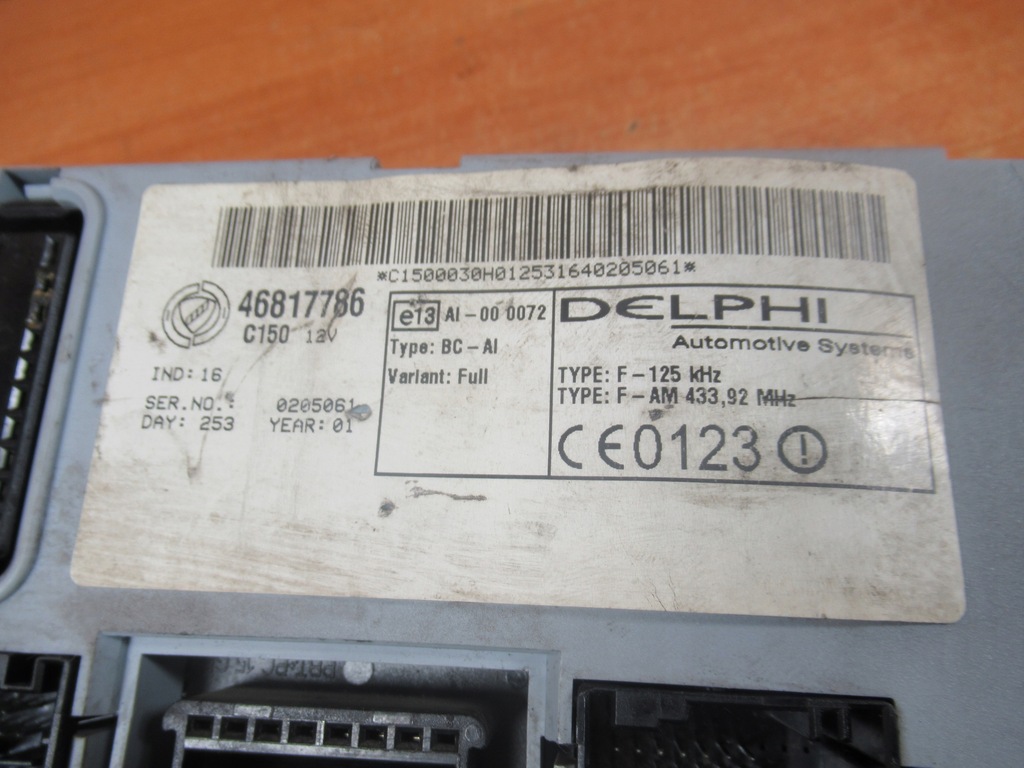 *C1500030H012531640205061*
46817786
C150 12V
IND: 16
SER.NO.: 0205061
DAY: 253 YEAR: 01
e13 AI-00 0072
Type: BC-AI
Variant: Full
DELPHI
Automotive Systems
TYPE: F-125 kHz
TYPE: F-AM 433,92 MHz
CE0123